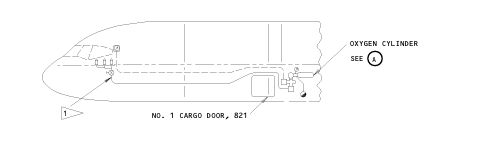 OXYGEN CYLINDER
SEE A
1
NO. 1 CARGO DOOR, 821